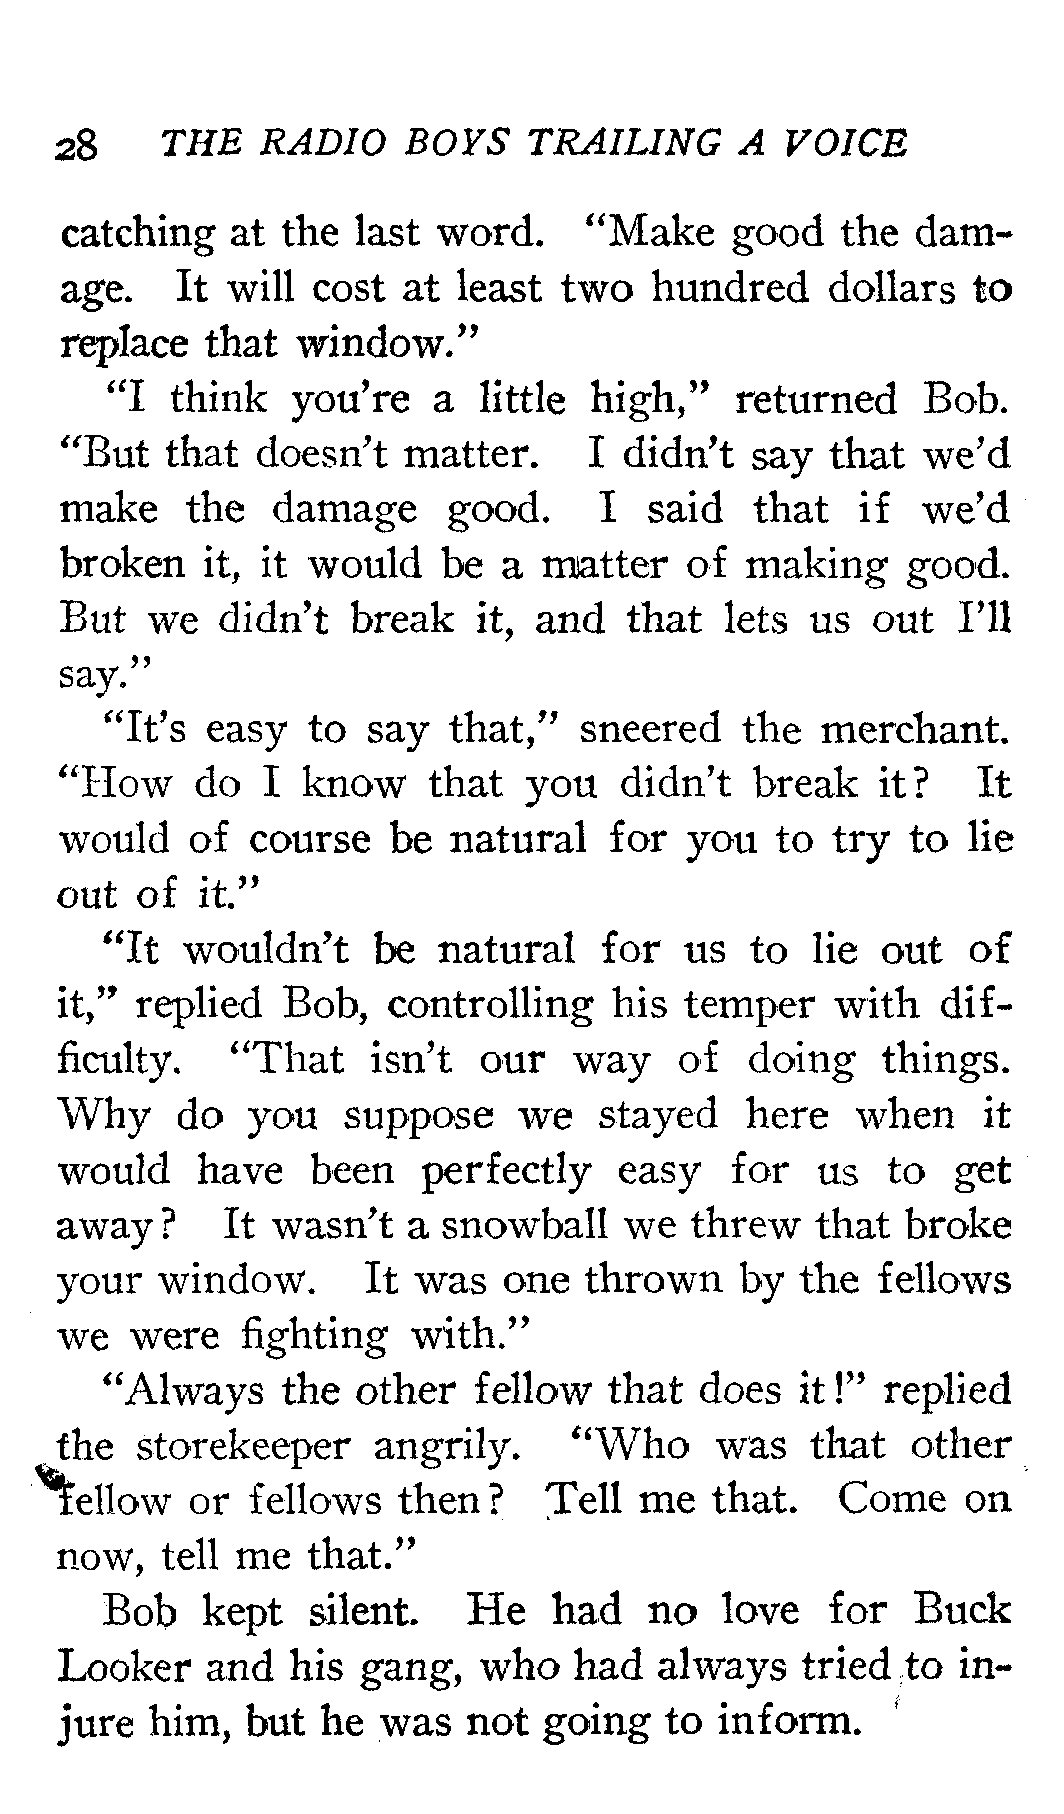 28 THE RADIO BOYS TRAILING A VOICE
catching at the last word. “Make good the dam-
age. It will cost at least two hundred dollars to
replace that window.”
“I think you’re a little high,” returned Bob.
“But that doesn’t matter. I didn’t say that we’d
make the damage good. I said that if we’d
broken it, it would be a matter of making good.
But we didn’t break it, and that lets us out I’ll
say.”
“It’s easy to say that,” sneered the merchant.
“How do I know that you didn’t break it? It
would of course be natural for you to try to lie
out of it.”
“It wouldn’t be natural for us to lie out of
it,” replied Bob, controlling his temper with dif-
ficulty. “That isn’t our way of doing things.
Why do you suppose we stayed here when it
would have been perfectly easy for us to get
away? It wasn’t a snowball we threw that broke
your window. It was one thrown by the fellows
we were fighting with.”
“Always the other fellow that does it!” replied
the storekeeper angrily. “Who was that other
fellow or fellows then? Tell me that. Come on
now, tell me that.”
Bob kept silent. He had no love for Buck
Looker and his gang, who had always tried to in-
jure him, but he was not going to inform.